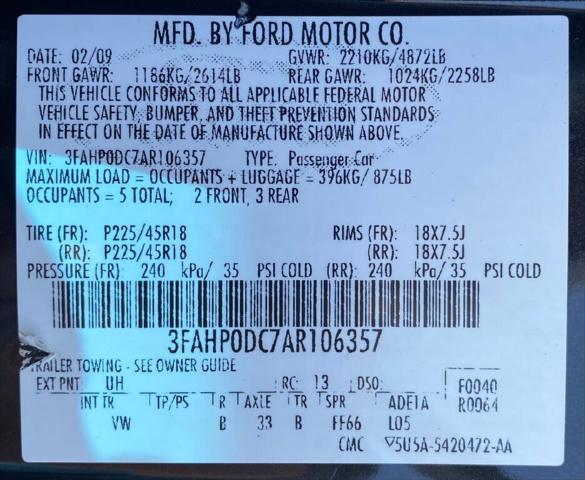 MFD. BY FORD MOTOR CO.
DATE: 02/09 GVWR: 2210KG/4872LB
FRONT GAWR: 1186KG/2614LB REAR GAWR: 1024KG/2258LB
THIS VEHICLE CONFORMS TO ALL APPLICABLE FEDERAL MOTOR
VEHICLE SAFETY, BUMPER, AND THEFT PREVENTION STANDARDS
IN EFFECT ON THE DATE OF MANUFACTURE SHOWN ABOVE.
VIN: 3FAHP0DC7AR106357 TYPE: Passenger Car
MAXIMUM LOAD = OCCUPANTS + LUGGAGE = 396KG/ 875LB
OCCUPANTS = 5 TOTAL; 2 FRONT, 3 REAR
TIRE (FR): P225/45R18 RIMS (FR): 18X7.5J
(RR): P225/45R18 (RR): 18X7.5J
PRESSURE (FR): 240 kPa/ 35 PSI COLD (RR): 240 kPa/ 35 PSI COLD
3FAHP0DC7AR106357
TRAILER TOWING - SEE OWNER GUIDE
EXT PNT UH RC: 13 DSO: F0040
INT TR TP/PS R AXLE TR SPR ADE1A R0064
VW B 33 B FF66 L05
CMC 5U5A-5420472-AA